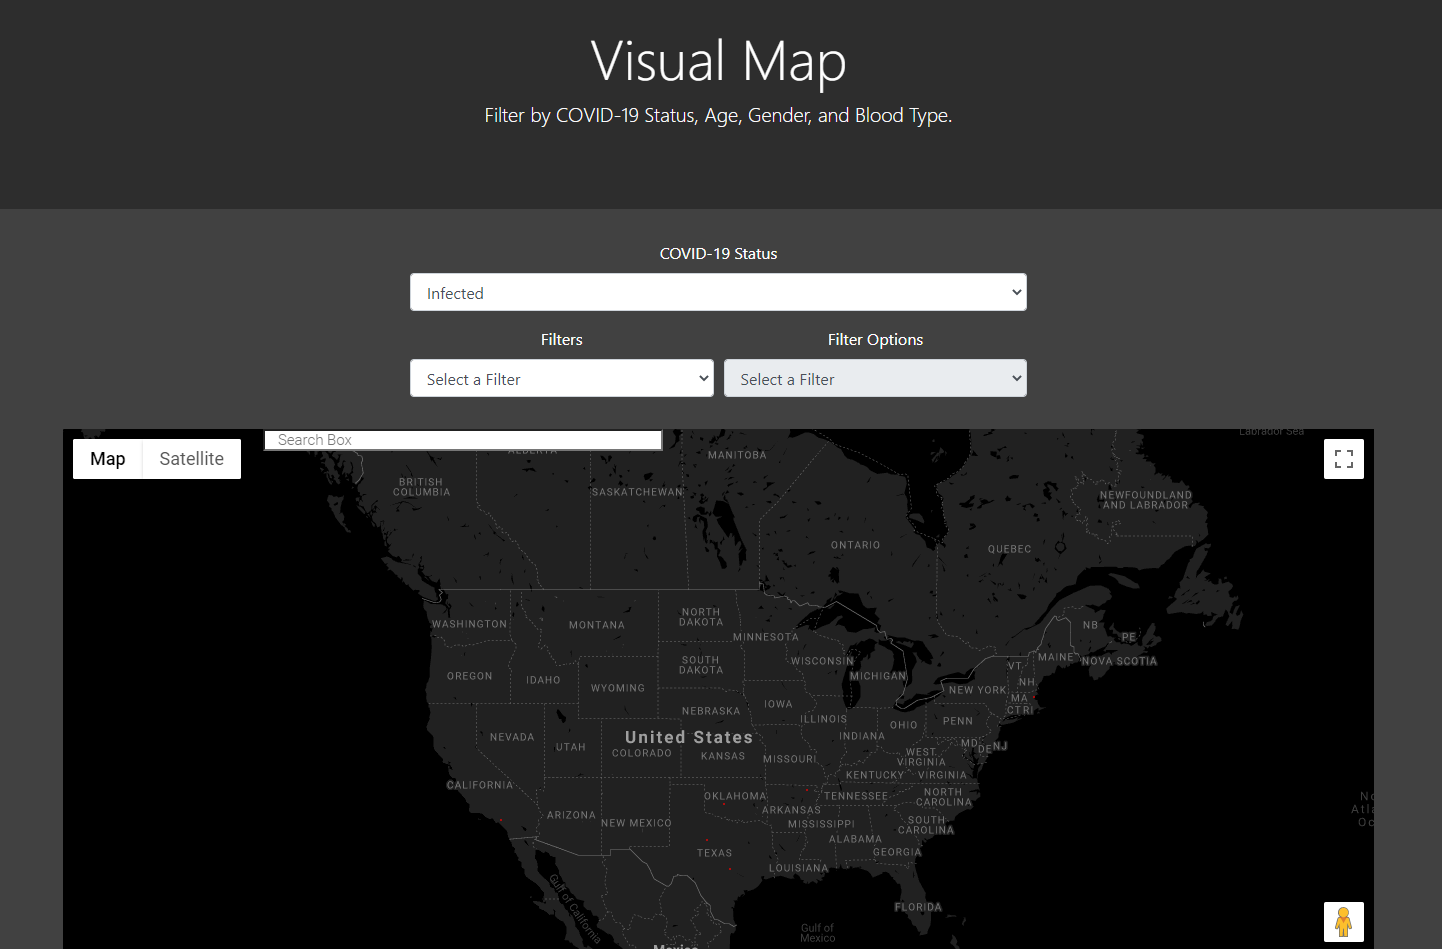 Visual Map
Filter by COVID-19 Status, Age, Gender, and Blood Type.
COVID-19 Status
Infected
Filters
Filter Options
Select a Filter
Select a Filter
Map
Satellite
Search Box
Labrador Sea
ALBERTA
MANITOBA
BRITISH
COLUMBIA
SASKATCHEWAN
NEWFOUNDLAND
AND LABRADOR
ONTARIO
QUEBEC
WASHINGTON
MONTANA
NORTH
DAKOTA
MINNESOTA
NB
PE
NOVA SCOTIA
MAINE
VT
NH
MA
CT RI
OREGON
IDAHO
WYOMING
SOUTH
DAKOTA
WISCONSIN
MICHIGAN
NEW YORK
NEBRASKA
IOWA
ILLINOIS
INDIANA
OHIO
PENN
NEVADA
UTAH
United States
COLORADO
KANSAS
MISSOURI
WEST
VIRGINIA
MD
DE
NJ
KENTUCKY
VIRGINIA
CALIFORNIA
ARIZONA
NEW MEXICO
OKLAHOMA
ARKANSAS
TENNESSEE
NORTH
CAROLINA
MISSISSIPPI
SOUTH
CAROLINA
ALABAMA
GEORGIA
TEXAS
LOUISIANA
FLORIDA
Gulf of California
Gulf of
Mexico
Mexico